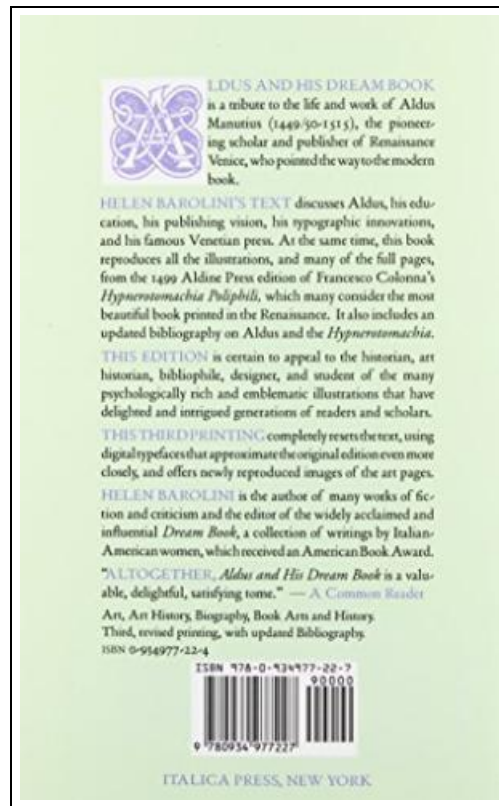 ALDUS AND HIS DREAM BOOK
is a tribute to the life and work of Aldus
Manutius (1449/50-1515), the pioneer-
ing scholar and publisher of Renaissance
Venice, who pointed the way to the modern
book.
HELEN BAROLINI'S TEXT discusses Aldus, his edu-
cation, his publishing vision, his typographic innovations,
and his famous Venetian press. At the same time, this book
reproduces all the illustrations, and many of the full pages,
from the 1499 Aldine Press edition of Francesco Colonna's
Hypnerotomachia Poliphili, which many consider the most
beautiful book printed in the Renaissance. It also includes an
updated bibliography on Aldus and the Hypnerotomachia.
THIS EDITION is certain to appeal to the historian, art
historian, bibliophile, designer, and student of the many
psychologically rich and emblematic illustrations that have
delighted and intrigued generations of readers and scholars.
THIS THIRD PRINTING completely resets the text, using
digital typefaces that approximate the original edition even more
closely, and offers newly reproduced images of the art pages.
HELEN BAROLINI is the author of many works of fic-
tion and criticism and the editor of the widely acclaimed and
influential Dream Book, a collection of writings by Italian-
American women, which received an American Book Award.
"ALTOGETHER, Aldus and His Dream Book is a valu-
able, delightful, satisfying tome." — A Common Reader
Art, Art History, Biography, Book Arts and History.
Third, revised printing, with updated Bibliography.
ISBN 0-934977-22-4
ISBN 978-0-934977-22-7
90000
9 780934 977227
ITALICA PRESS, NEW YORK